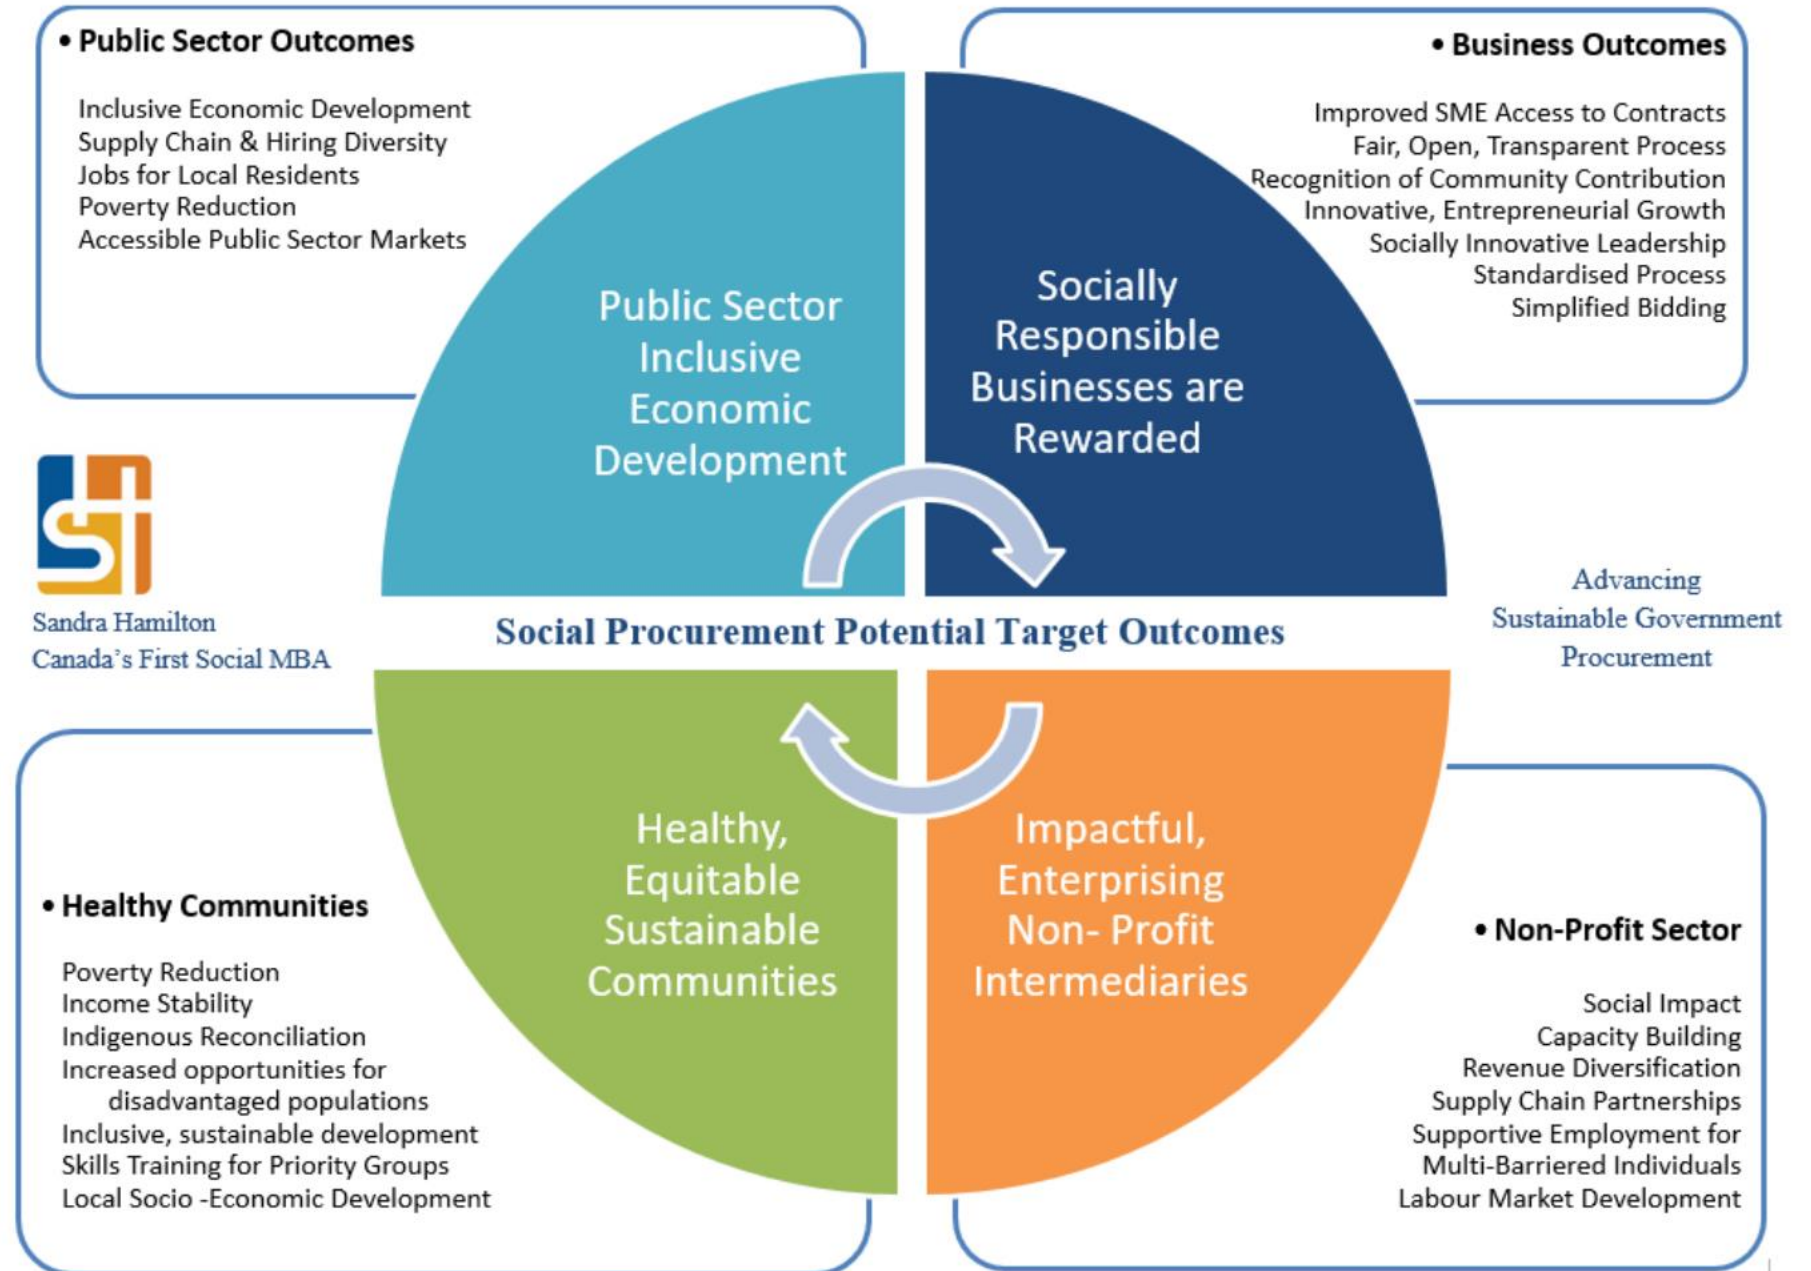 • Public Sector Outcomes
Inclusive Economic Development
Supply Chain & Hiring Diversity
Jobs for Local Residents
Poverty Reduction
Accessible Public Sector Markets
• Business Outcomes
Improved SME Access to Contracts
Fair, Open, Transparent Process
Recognition of Community Contribution
Innovative, Entrepreneurial Growth
Socially Innovative Leadership
Standardised Process
Simplified Bidding
Public Sector
Inclusive
Economic
Development
Socially
Responsible
Businesses are
Rewarded
Sandra Hamilton
Canada's First Social MBA
Social Procurement Potential Target Outcomes
Advancing
Sustainable Government
Procurement
Healthy,
Equitable
Sustainable
Communities
Impactful,
Enterprising
Non- Profit
Intermediaries
• Healthy Communities
Poverty Reduction
Income Stability
Indigenous Reconciliation
Increased opportunities for
disadvantaged populations
Inclusive, sustainable development
Skills Training for Priority Groups
Local Socio -Economic Development
• Non-Profit Sector
Social Impact
Capacity Building
Revenue Diversification
Supply Chain Partnerships
Supportive Employment for
Multi-Barriered Individuals
Labour Market Development